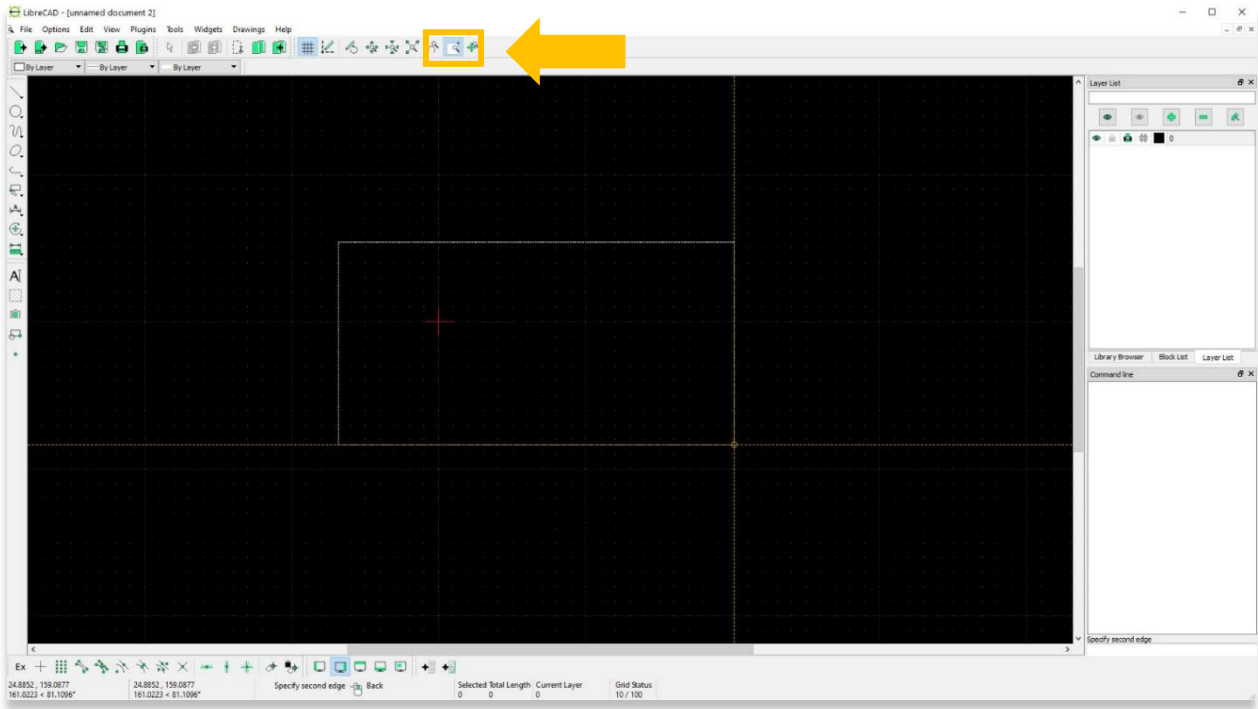 LibreCAD - [unnamed document 2]
File Options Edit View Plugins Tools Widgets Drawings Help
By Layer By Layer By Layer
Layer List
0
Library Browser Block List Layer List
Command line
Specify second edge
Ex
24.8852 , 159.0877 24.8852 , 159.0877 Specify second edge Back Selected Total Length Current Layer Grid Status
161.0223 < 81.1096° 161.0223 < 81.1096° 0 0 0 10 / 100